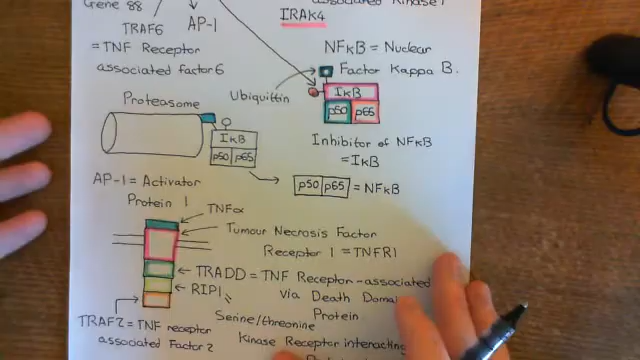 Gene 88
associated Kinase 1
TRAF6
AP-1
IRAK4
= TNF Receptor
associated factor 6
NFκB = Nuclear
Factor Kappa B.
Ubiquittin
IκB
p50 p65
Proteasome
IκB
p50 p65
Inhibitor of NFκB
= IκB
AP-1 = Activator
Protein 1
p50 p65 = NFκB
TNFα
Tumour Necrosis Factor
Receptor 1 = TNFR1
TRADD = TNF Receptor-associated
via Death
Protein
RIP1
Serine/threonine
Kinase Receptor interacting
TRAF2 = TNF receptor
associated Factor 2